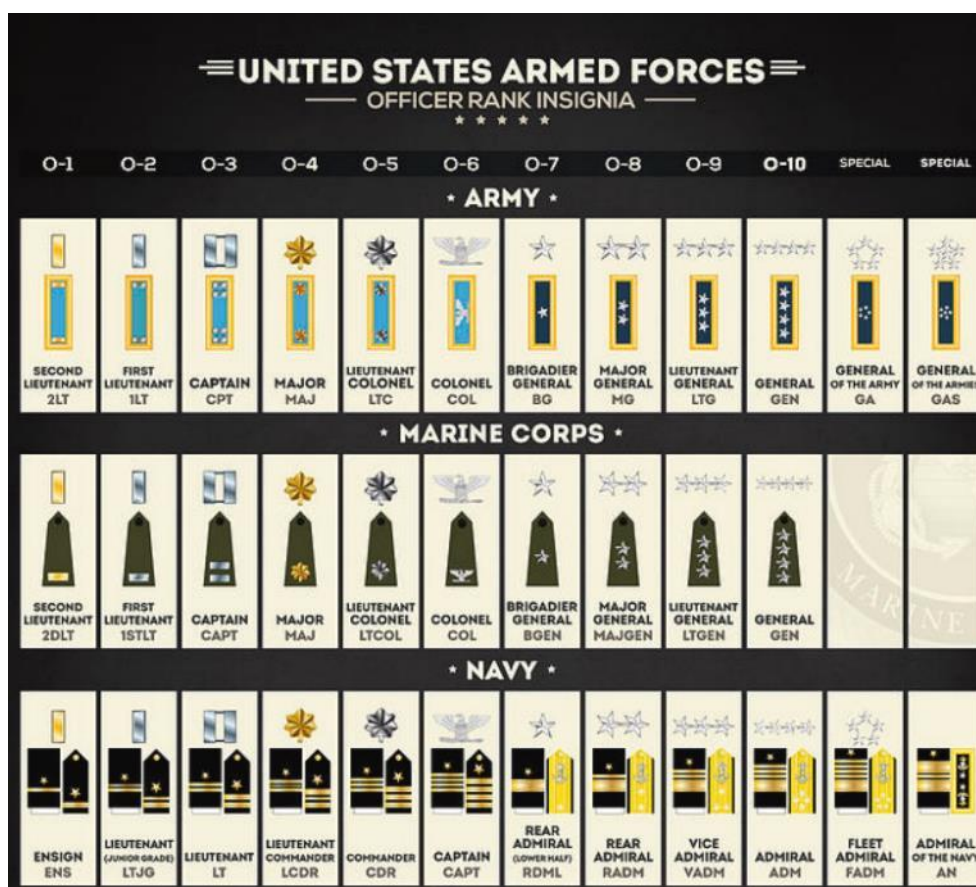 UNITED STATES ARMED FORCES
OFFICER RANK INSIGNIA
O-1 O-2 O-3 O-4 O-5 O-6 O-7 O-8 O-9 O-10 SPECIAL SPECIAL
ARMY
SECOND LIEUTENANT 2LT
FIRST LIEUTENANT 1LT
CAPTAIN CPT
MAJOR MAJ
LIEUTENANT COLONEL LTC
COLONEL COL
BRIGADIER GENERAL BG
MAJOR GENERAL MG
LIEUTENANT GENERAL LTG
GENERAL GEN
GENERAL OF THE ARMY GA
GENERAL OF THE ARMIES GAS
MARINE CORPS
SECOND LIEUTENANT 2DLT
FIRST LIEUTENANT 1STLT
CAPTAIN CAPT
MAJOR MAJ
LIEUTENANT COLONEL LTCOL
COLONEL COL
BRIGADIER GENERAL BGEN
MAJOR GENERAL MAJGEN
LIEUTENANT GENERAL LTGEN
GENERAL GEN
MARINE
NAVY
ENSIGN ENS
LIEUTENANT (JUNIOR GRADE) LTJG
LIEUTENANT LT
LIEUTENANT COMMANDER LCDR
COMMANDER CDR
CAPTAIN CAPT
REAR ADMIRAL (LOWER HALF) RDML
REAR ADMIRAL RADM
VICE ADMIRAL VADM
ADMIRAL ADM
FLEET ADMIRAL FADM
ADMIRAL OF THE NAVY AN